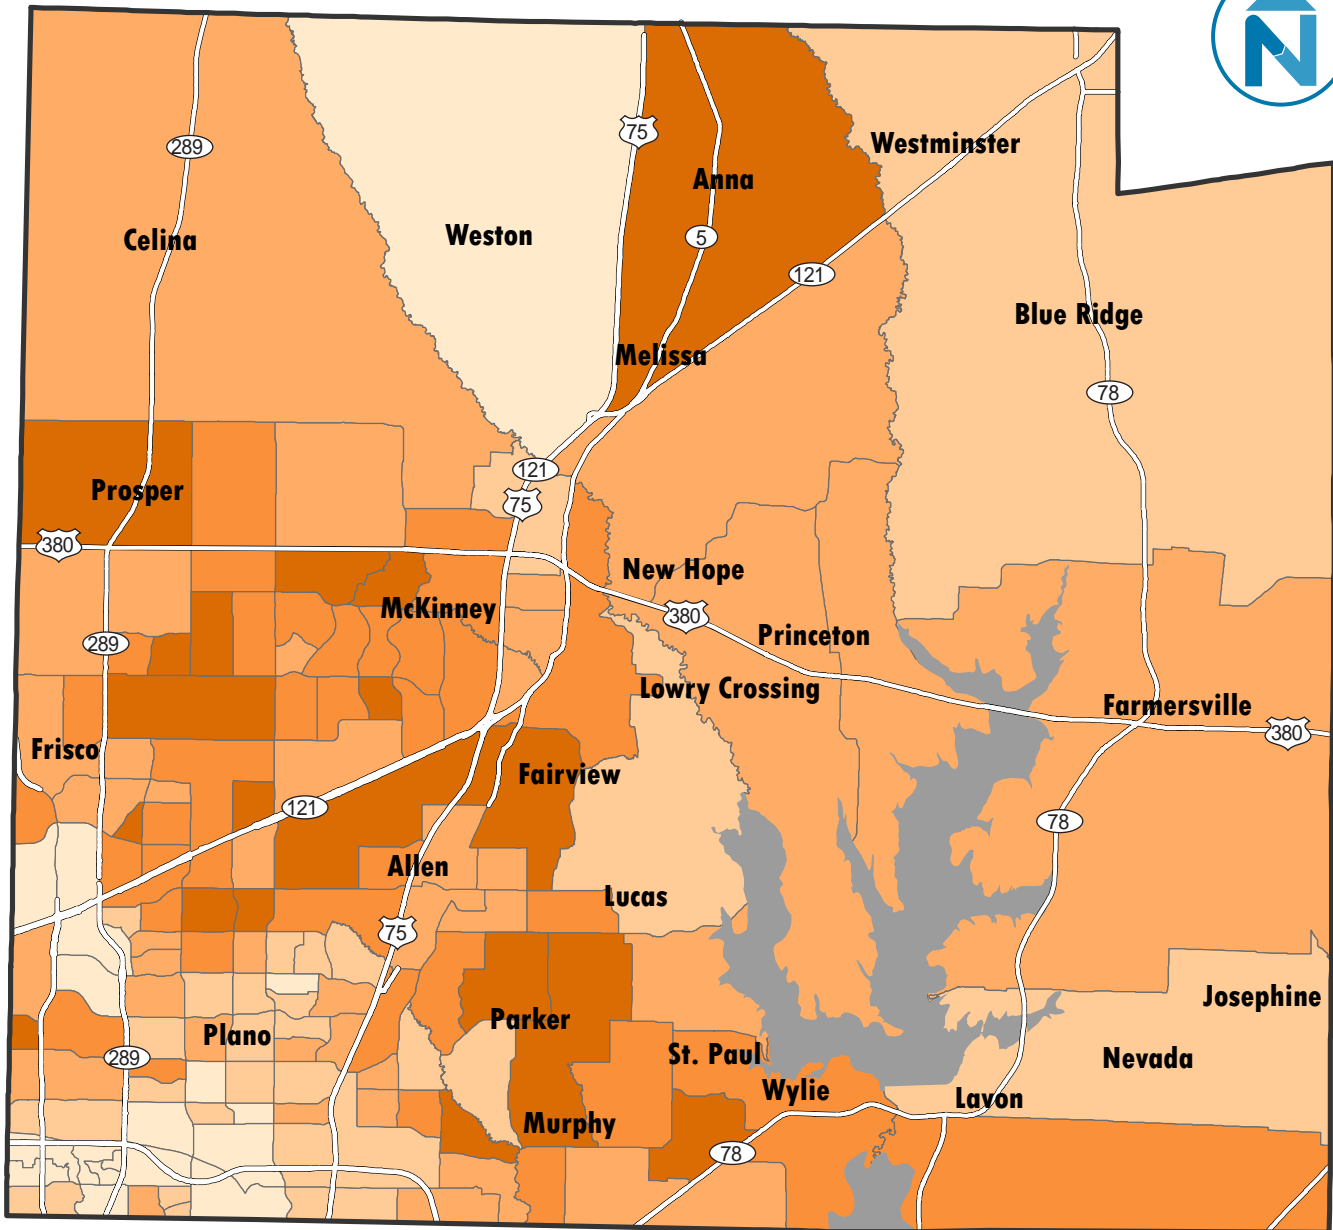 N
75
Westminster
289
Anna
Weston
Celina
5
121
Blue Ridge
Melissa
78
121
Prosper
75
380
New Hope
McKinney
380
Princeton
289
Lowry Crossing
Farmersville
380
Frisco
Fairview
121
78
Allen
Lucas
75
Josephine
Parker
Plano
St. Paul
Nevada
289
Wylie
Lavon
Murphy
78